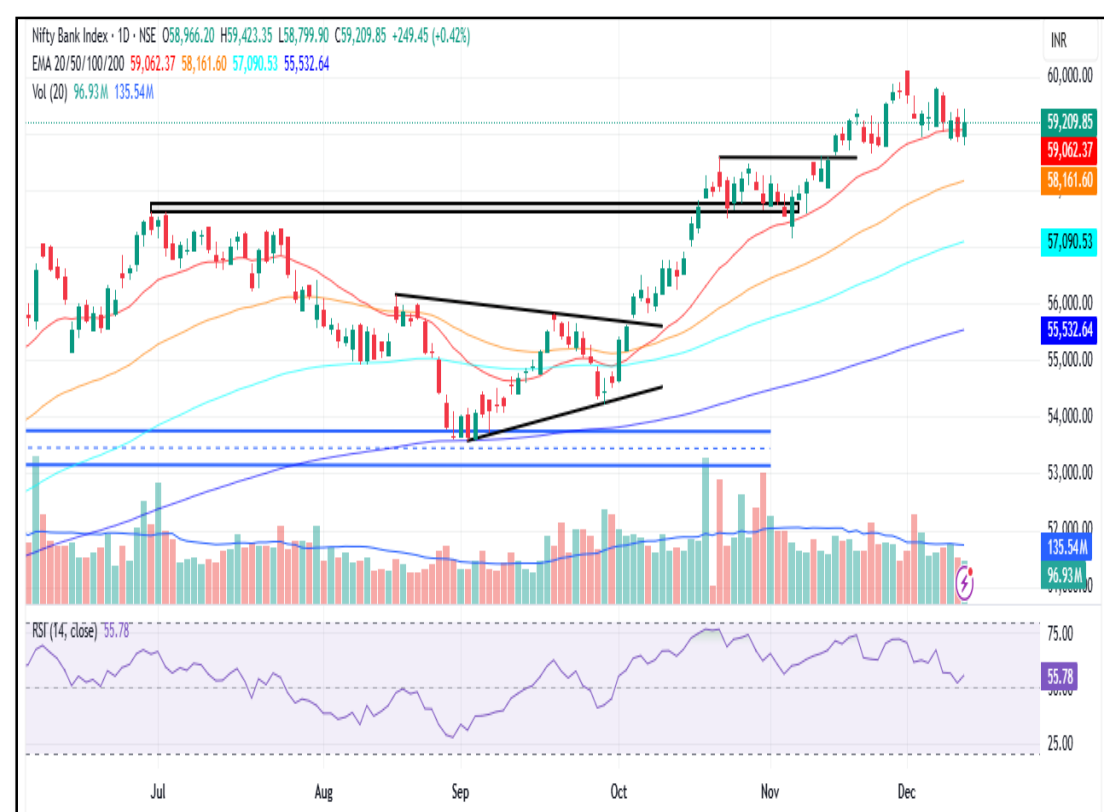 Nifty Bank Index · 1D · NSE O58,966.20 H59,423.35 L58,799.90 C59,209.85 +249.45 (+0.42%)
INR
EMA 20/50/100/200 59,062.37 58,161.60 57,090.53 55,532.64
Vol (20) 96.93M 135.54M
60,000.00
59,209.85
59,062.37
58,161.60
57,090.53
56,000.00
55,532.64
55,000.00
54,000.00
53,000.00
52,000.00
135.54M
96.93M
RSI (14, close) 55.78
75.00
55.78
50.00
25.00
Jul Aug Sep Oct Nov Dec